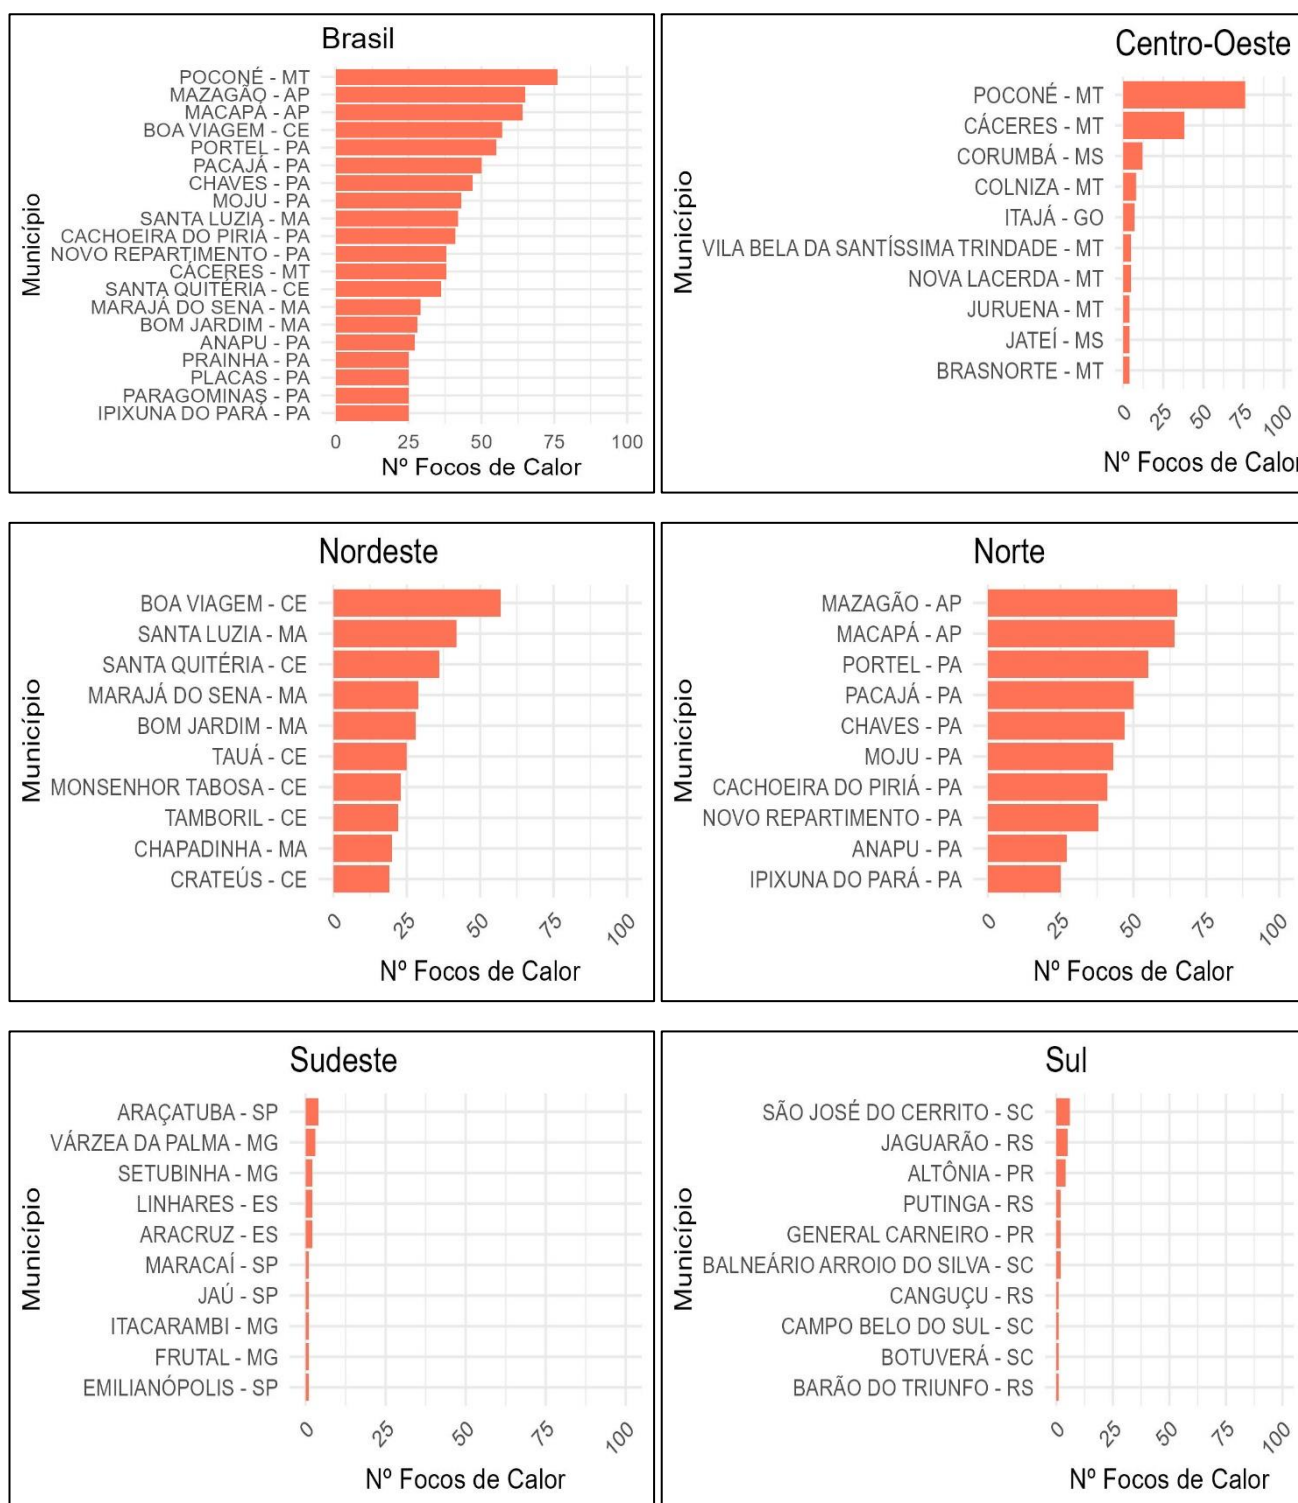 Brasil
Município
POCONÉ - MT
MAZAGÃO - AP
MACAPÁ - AP
BOA VIAGEM - CE
PORTEL - PA
PACAJÁ - PA
CHAVES - PA
MOJU - PA
SANTA LUZIA - MA
CACHOEIRA DO PIRIÁ - PA
NOVO REPARTIMENTO - PA
CÁCERES - MT
SANTA QUITÉRIA - CE
MARAJÁ DO SENA - MA
BOM JARDIM - MA
ANAPU - PA
PRAINHA - PA
PLACAS - PA
PARAGOMINAS - PA
IPIXUNA DO PARÁ - PA
0 25 50 75 100
Nº Focos de Calor
Centro-Oeste
Município
POCONÉ - MT
CÁCERES - MT
CORUMBÁ - MS
COLNIZA - MT
ITAJÁ - GO
VILA BELA DA SANTÍSSIMA TRINDADE - MT
NOVA LACERDA - MT
JURUENA - MT
JATEÍ - MS
BRASNORTE - MT
0 25 50 75 100
Nº Focos de Calor
Nordeste
Município
BOA VIAGEM - CE
SANTA LUZIA - MA
SANTA QUITÉRIA - CE
MARAJÁ DO SENA - MA
BOM JARDIM - MA
TAUÁ - CE
MONSENHOR TABOSA - CE
TAMBORIL - CE
CHAPADINHA - MA
CRATEÚS - CE
0 25 50 75 100
Nº Focos de Calor
Norte
Município
MAZAGÃO - AP
MACAPÁ - AP
PORTEL - PA
PACAJÁ - PA
CHAVES - PA
MOJU - PA
CACHOEIRA DO PIRIÁ - PA
NOVO REPARTIMENTO - PA
ANAPU - PA
IPIXUNA DO PARÁ - PA
0 25 50 75 100
Nº Focos de Calor
Sudeste
Município
ARAÇATUBA - SP
VÁRZEA DA PALMA - MG
SETUBINHA - MG
LINHARES - ES
ARACRUZ - ES
MARACAÍ - SP
JAÚ - SP
ITACARAMBI - MG
FRUTAL - MG
EMILIANÓPOLIS - SP
0 25 50 75 100
Nº Focos de Calor
Sul
Município
SÃO JOSÉ DO CERRITO - SC
JAGUARÃO - RS
ALTÔNIA - PR
PUTINGA - RS
GENERAL CARNEIRO - PR
BALNEÁRIO ARROIO DO SILVA - SC
CANGUÇU - RS
CAMPO BELO DO SUL - SC
BOTUVERÁ - SC
BARÃO DO TRIUNFO - RS
0 25 50 75 100
Nº Focos de Calor